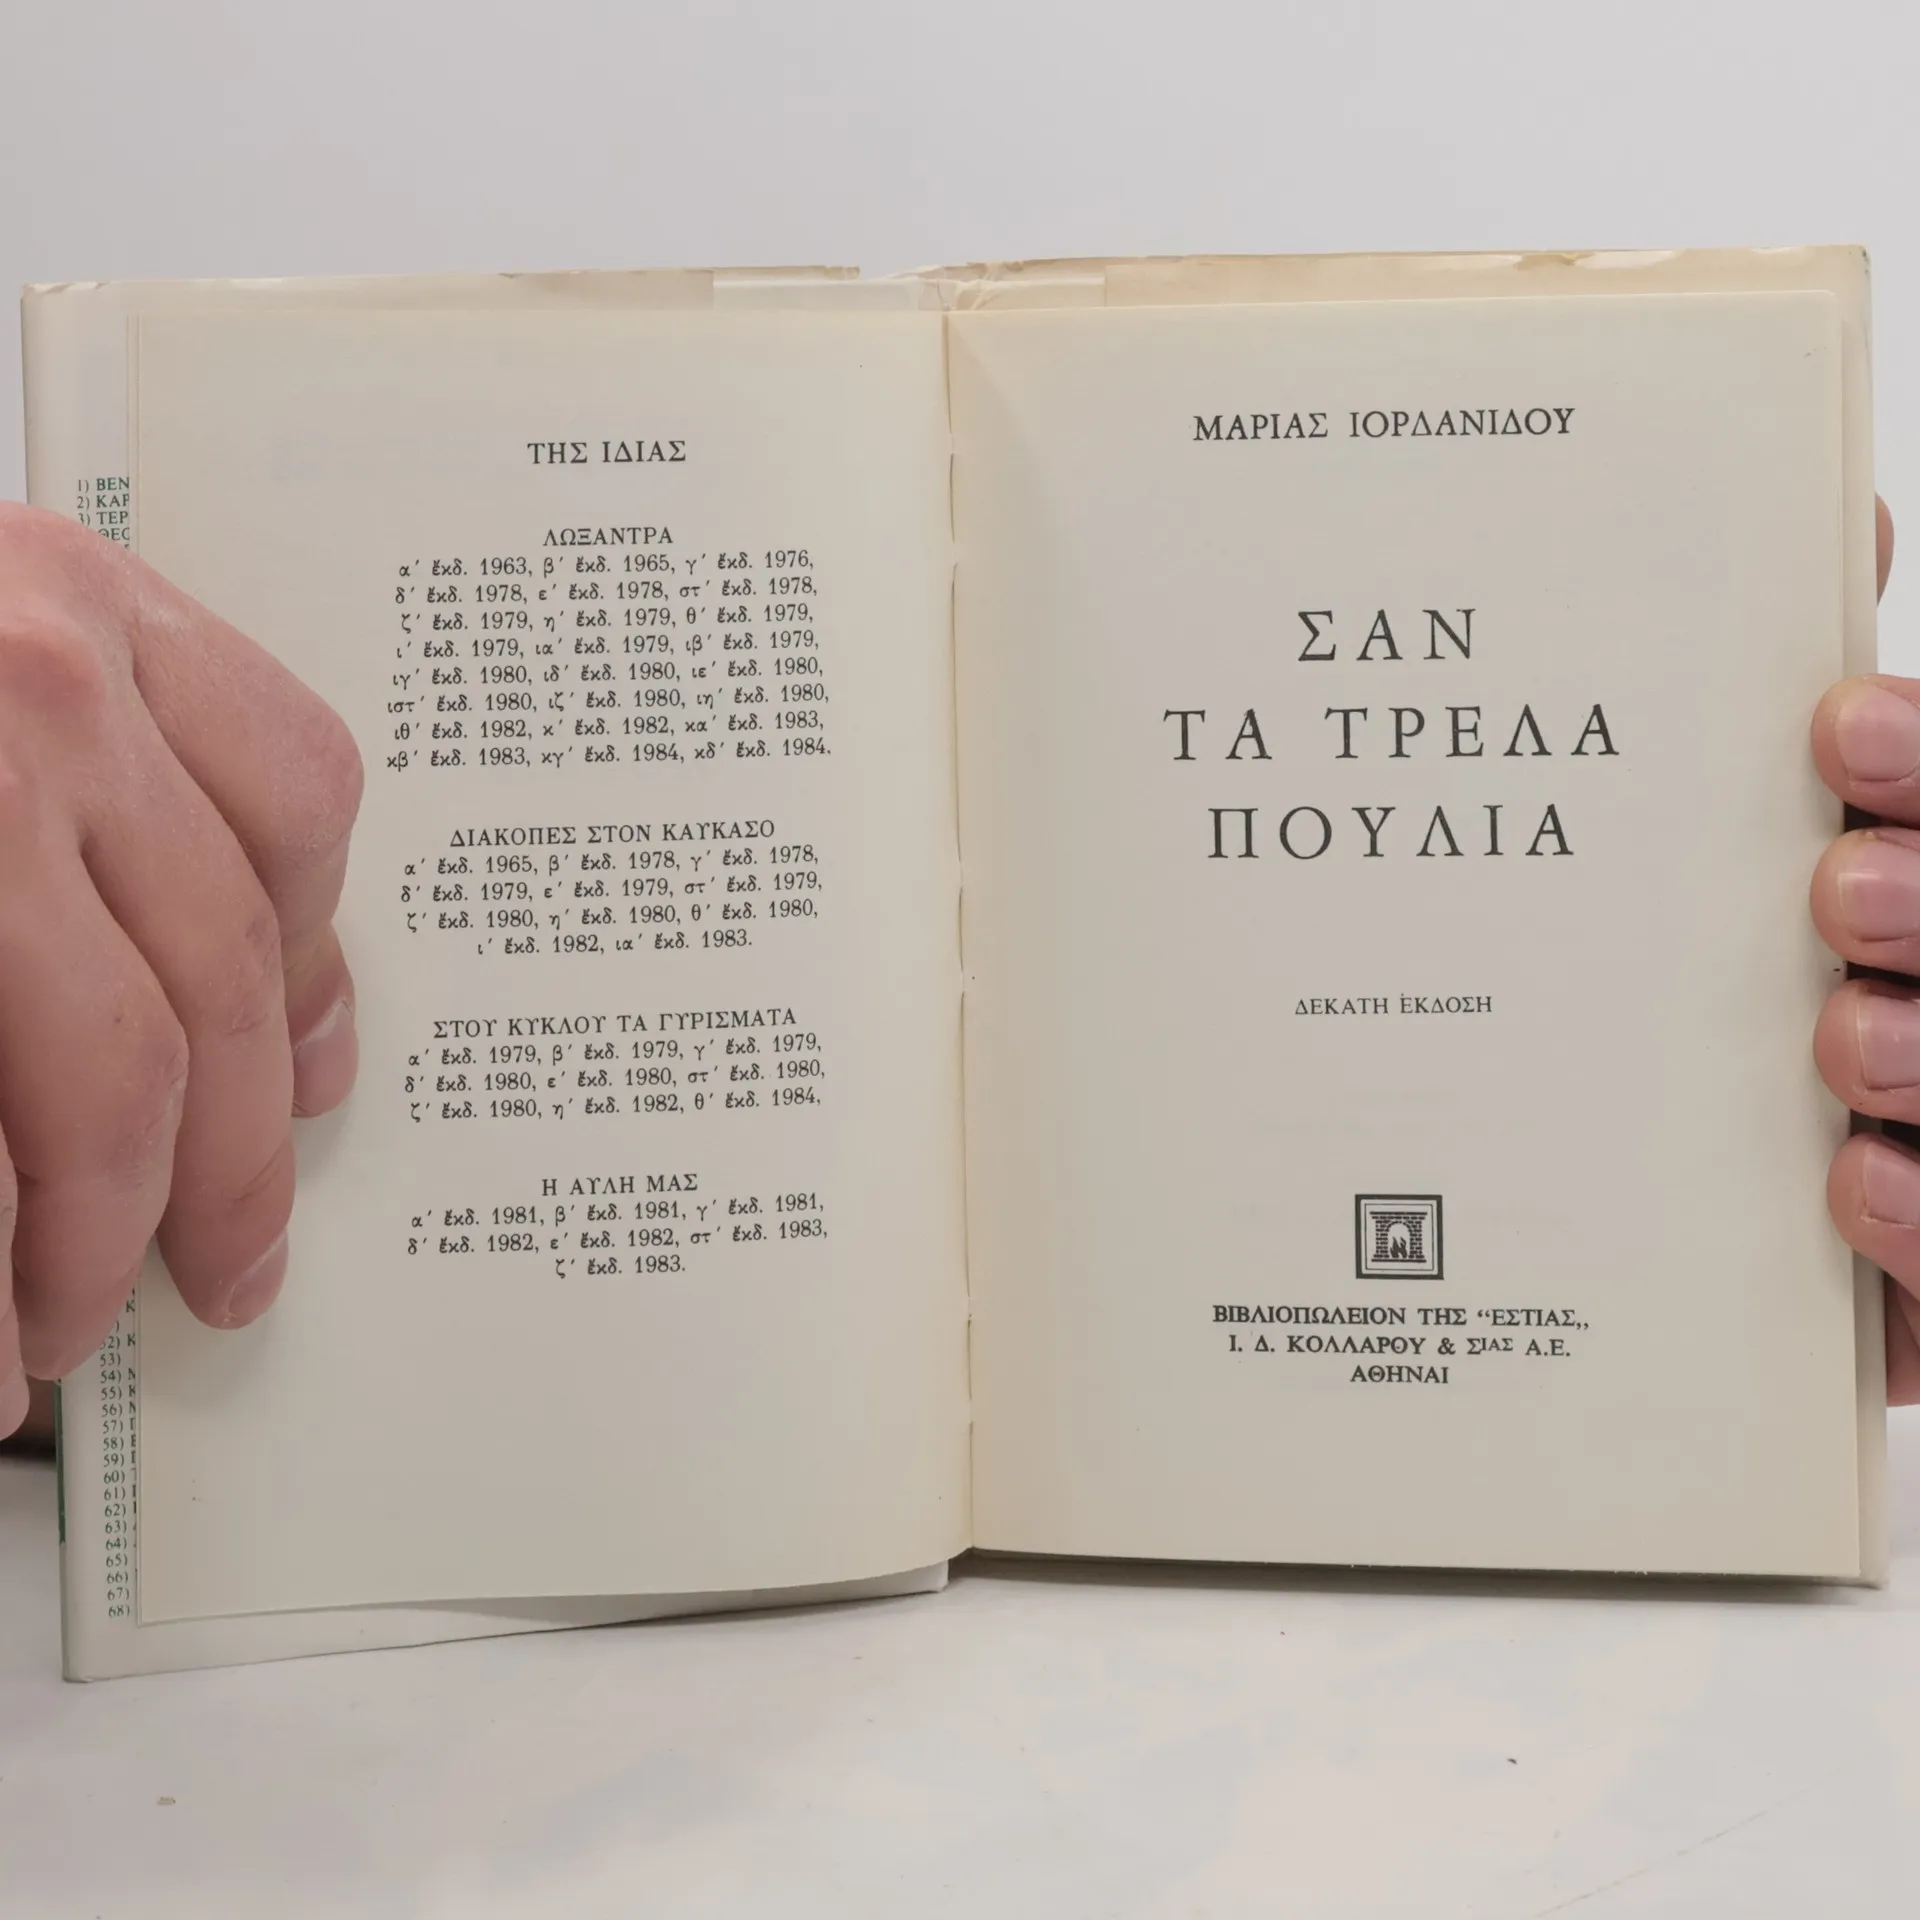 ΤΗΣ ΙΔΙΑΣ
ΛΩΞΑΝΤΡΑ
α΄ ἔκδ. 1963, β΄ ἔκδ. 1965, γ΄ ἔκδ. 1976,
δ΄ ἔκδ. 1978, ε΄ ἔκδ. 1978, στ΄ ἔκδ. 1978,
ζ΄ ἔκδ. 1979, η΄ ἔκδ. 1979, θ΄ ἔκδ. 1979,
ι΄ ἔκδ. 1979, ια΄ ἔκδ. 1979, ιβ΄ ἔκδ. 1979,
ιγ΄ ἔκδ. 1980, ιδ΄ ἔκδ. 1980, ιε΄ ἔκδ. 1980,
ιστ΄ ἔκδ. 1980, ιζ΄ ἔκδ. 1980, ιη΄ ἔκδ. 1980,
ιθ΄ ἔκδ. 1982, κ΄ ἔκδ. 1982, κα΄ ἔκδ. 1983,
κβ΄ ἔκδ. 1983, κγ΄ ἔκδ. 1984, κδ΄ ἔκδ. 1984.
ΔΙΑΚΟΠΕΣ ΣΤΟΝ ΚΑΥΚΑΣΟ
α΄ ἔκδ. 1965, β΄ ἔκδ. 1978, γ΄ ἔκδ. 1978,
δ΄ ἔκδ. 1979, ε΄ ἔκδ. 1979, στ΄ ἔκδ. 1979,
ζ΄ ἔκδ. 1980, η΄ ἔκδ. 1980, θ΄ ἔκδ. 1980,
ι΄ ἔκδ. 1982, ια΄ ἔκδ. 1983.
ΣΤΟΥ ΚΥΚΛΟΥ ΤΑ ΓΥΡΙΣΜΑΤΑ
α΄ ἔκδ. 1979, β΄ ἔκδ. 1979, γ΄ ἔκδ. 1979,
δ΄ ἔκδ. 1980, ε΄ ἔκδ. 1980, στ΄ ἔκδ. 1980,
ζ΄ ἔκδ. 1980, η΄ ἔκδ. 1982, θ΄ ἔκδ. 1984,
Η ΑΥΛΗ ΜΑΣ
α΄ ἔκδ. 1981, β΄ ἔκδ. 1981, γ΄ ἔκδ. 1981,
δ΄ ἔκδ. 1982, ε΄ ἔκδ. 1982, στ΄ ἔκδ. 1983,
ζ΄ ἔκδ. 1983.
ΜΑΡΙΑΣ ΙΟΡΔΑΝΙΔΟΥ
ΣΑΝ
ΤΑ ΤΡΕΛΑ
ΠΟΥΛΙΑ
ΔΕΚΑΤΗ ΕΚΔΟΣΗ
ΒΙΒΛΙΟΠΩΛΕΙΟΝ ΤΗΣ “ΕΣΤΙΑΣ„
Ι. Δ. ΚΟΛΛΑΡΟΥ & ΣΙΑΣ Α.Ε.
ΑΘΗΝΑΙ